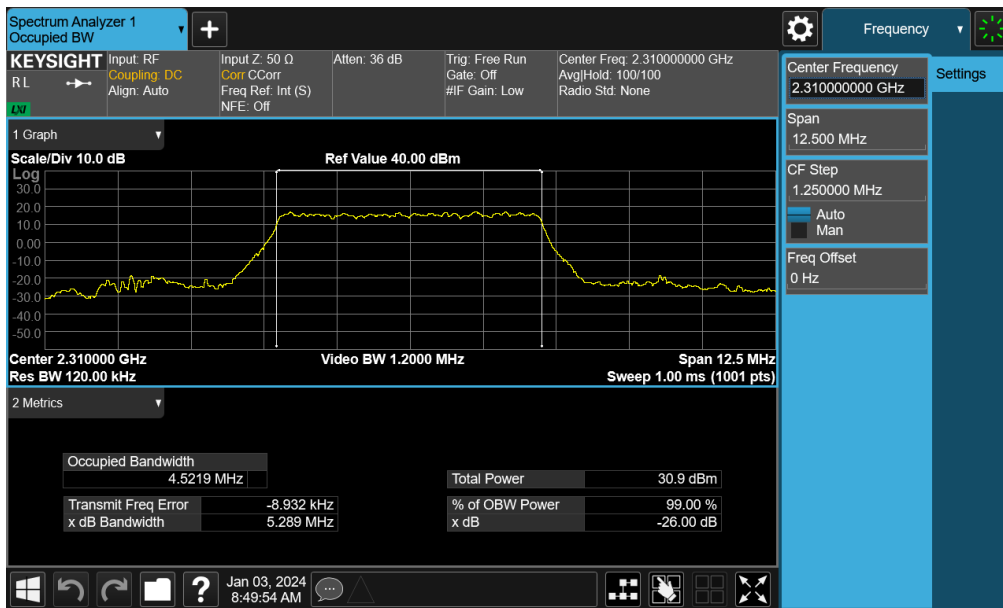 Spectrum Analyzer 1
Occupied BW
+
Frequency
KEYSIGHT
R L
LXI
Input: RF
Coupling: DC
Align: Auto
Input Z: 50 Ω
Corr CCorr
Freq Ref: Int (S)
NFE: Off
Atten: 36 dB
Trig: Free Run
Gate: Off
#IF Gain: Low
Center Freq: 2.310000000 GHz
Avg|Hold: 100/100
Radio Std: None
Center Frequency
2.310000000 GHz
Settings
Span
12.500 MHz
CF Step
1.250000 MHz
Auto
Man
Freq Offset
0 Hz
1 Graph
Scale/Div 10.0 dB
Ref Value 40.00 dBm
Log
30.0
20.0
10.0
0.00
-10.0
-20.0
-30.0
-40.0
-50.0
Center 2.310000 GHz
Video BW 1.2000 MHz
Span 12.5 MHz
Res BW 120.00 kHz
Sweep 1.00 ms (1001 pts)
2 Metrics
Occupied Bandwidth
4.5219 MHz
Total Power 30.9 dBm
Transmit Freq Error -8.932 kHz
% of OBW Power 99.00 %
x dB Bandwidth 5.289 MHz
x dB -26.00 dB
?
Jan 03, 2024
8:49:54 AM